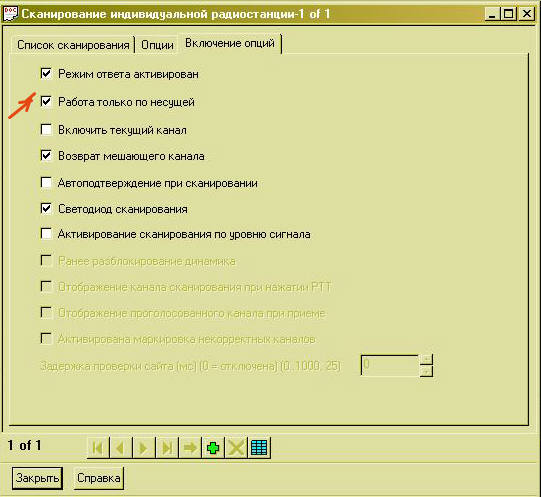 Сканирование индивидуальной радиостанции-1 of 1
Список сканирования Опции Включение опций
Режим ответа активирован
Работа только по несущей
Включить текущий канал
Возврат мешающего канала
Автоподтверждение при сканировании
Светодиод сканирования
Активирование сканирования по уровню сигнала
Ранее разблокирование динамика
Отображение канала сканирования при нажатии PTT
Отображение проголосованного канала при приеме
Активирована маркировка некорректных каналов
Задержка проверки сайта (мс) (0 = отключена) (0..1000, 25) 0
1 of 1
Закрыть Справка